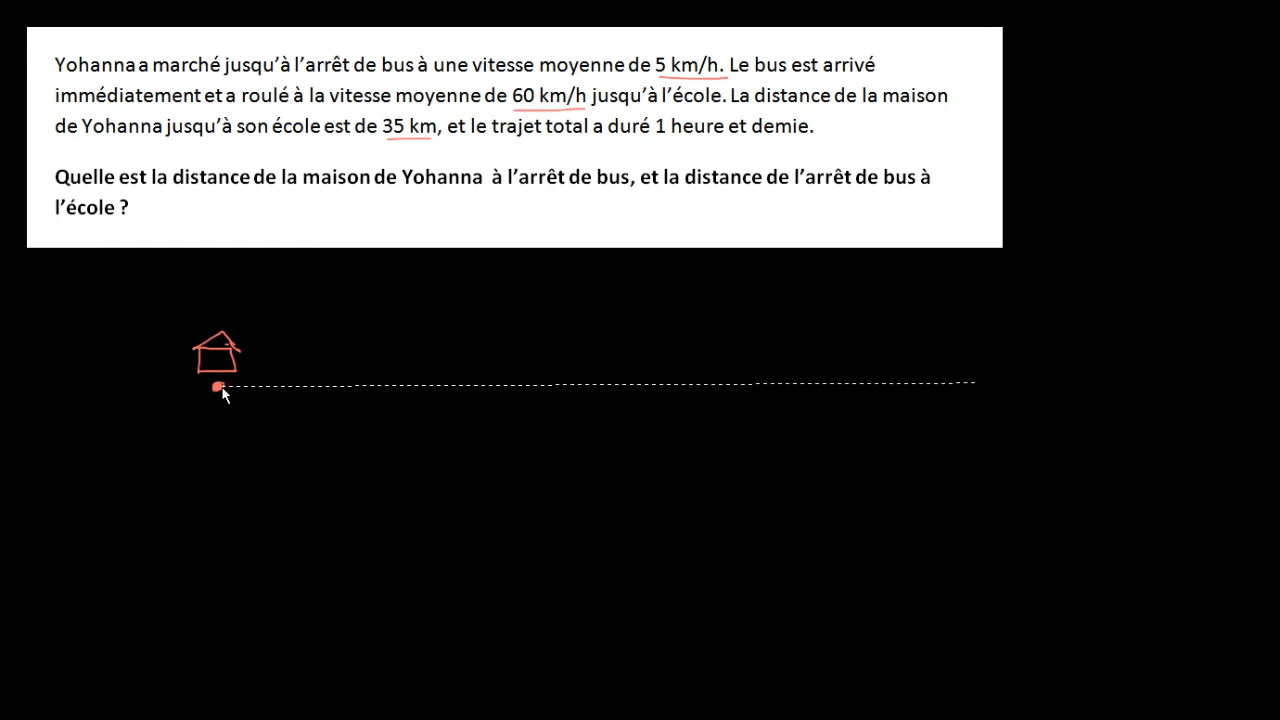 Yohanna a marché jusqu’à l’arrêt de bus à une vitesse moyenne de 5 km/h. Le bus est arrivé
immédiatement et a roulé à la vitesse moyenne de 60 km/h jusqu’à l’école. La distance de la maison
de Yohanna jusqu’à son école est de 35 km, et le trajet total a duré 1 heure et demie.
Quelle est la distance de la maison de Yohanna à l’arrêt de bus, et la distance de l’arrêt de bus à
l’école ?